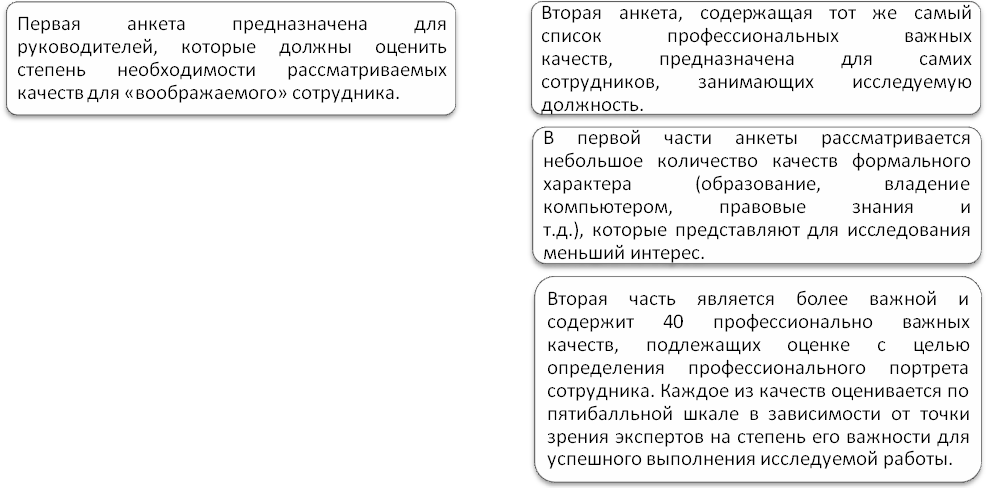 Первая анкета предназначена для
руководителей, которые должны оценить
степень необходимости рассматриваемых
качеств для «воображаемого» сотрудника.
Вторая анкета, содержащая тот же самый
список профессиональных важных
качеств, предназначена для самих
сотрудников, занимающих исследуемую
должность.
В первой части анкеты рассматривается
небольшое количество качеств формального
характера (образование, владение
компьютером, правовые знания и
т.д.), которые представляют для исследования
меньший интерес.
Вторая часть является более важной и
содержит 40 профессионально важных
качеств, подлежащих оценке с целью
определения профессионального портрета
сотрудника. Каждое из качеств оценивается по
пятибалльной шкале в зависимости от точки
зрения экспертов на степень его важности для
успешного выполнения исследуемой работы.